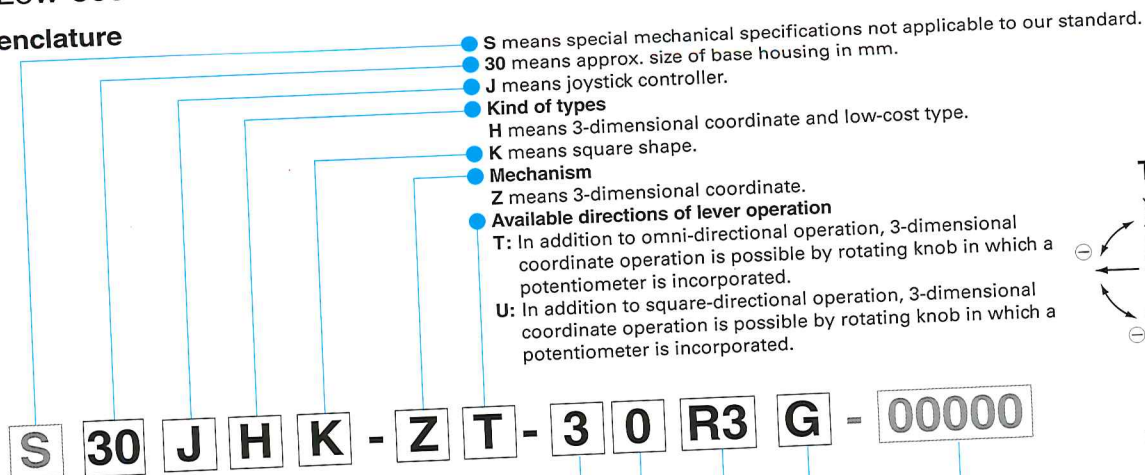 enclature
S means special mechanical specifications not applicable to our standard.
30 means approx. size of base housing in mm.
J means joystick controller.
Kind of types
H means 3-dimensional coordinate and low-cost type.
K means square shape.
Mechanism
Z means 3-dimensional coordinate.
Available directions of lever operation
T: In addition to omni-directional operation, 3-dimensional
coordinate operation is possible by rotating knob in which a
potentiometer is incorporated.
U: In addition to square-directional operation, 3-dimensional
coordinate operation is possible by rotating knob in which a
potentiometer is incorporated.
S 30 J H K - Z T - 3 0 R3 G - 00000